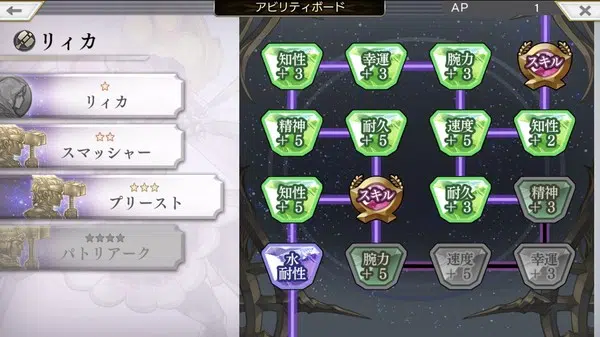 アビリティボード
AP 1
リィカ
☆
リィカ
☆☆
スマッシャー
☆☆☆
プリースト
★★★★
パトリアーク
知性 +3
幸運 +3
腕力 +3
スキル
精神 +5
耐久 +5
速度 +5
知性 +2
知性 +5
スキル
耐久 +3
精神 +3
水 耐性
腕力 +5
速度 +5
幸運 +3